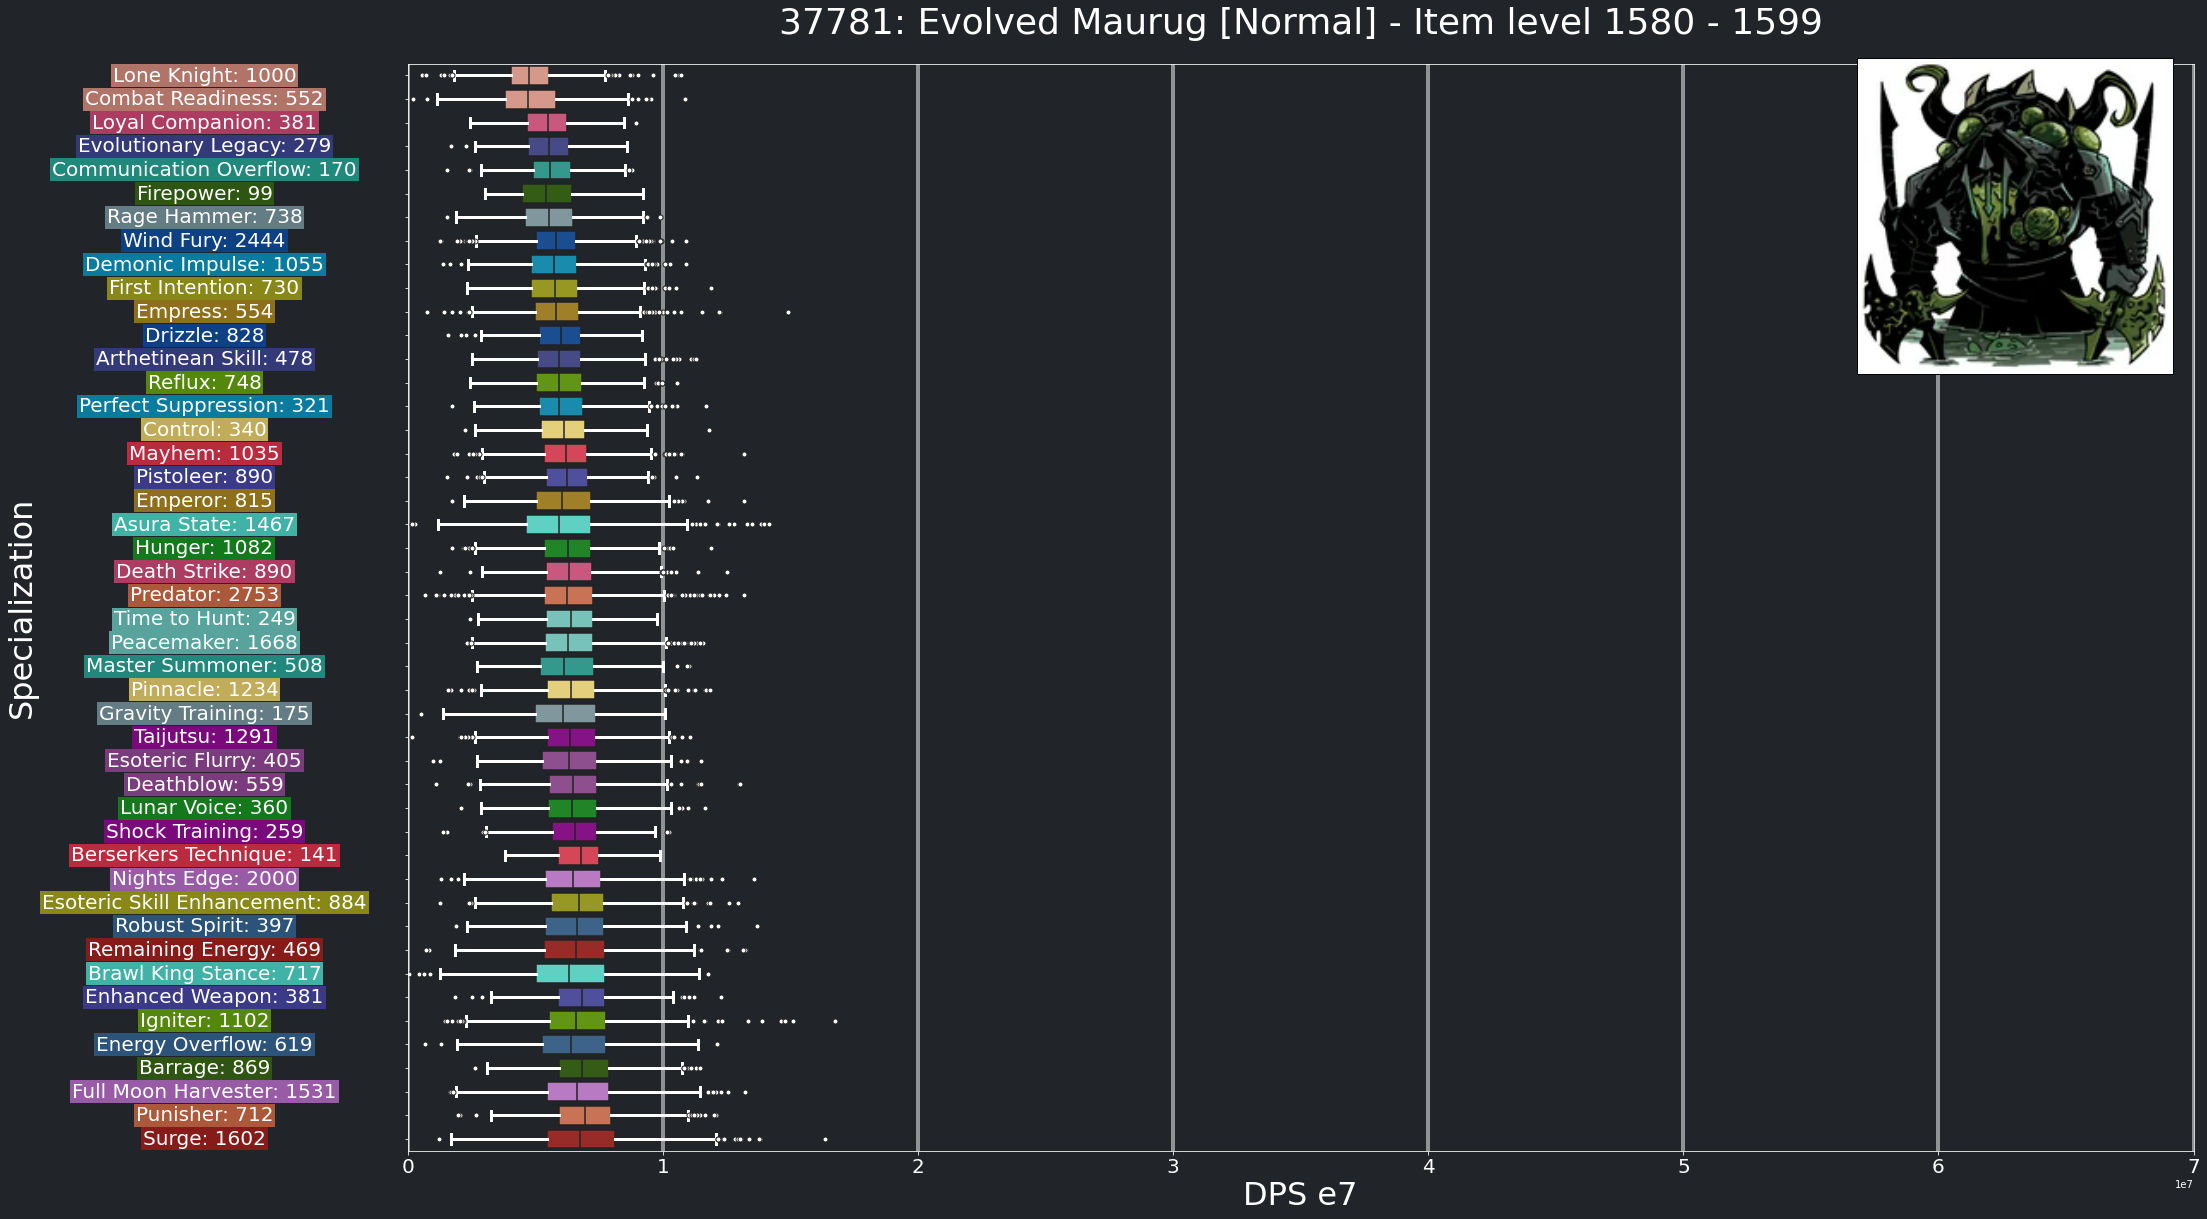 37781: Evolved Maurug [Normal] - Item level 1580 - 1599
Specialization
Lone Knight: 1000
Combat Readiness: 552
Loyal Companion: 381
Evolutionary Legacy: 279
Communication Overflow: 170
Firepower: 99
Rage Hammer: 738
Wind Fury: 2444
Demonic Impulse: 1055
First Intention: 730
Empress: 554
Drizzle: 828
Arthetinean Skill: 478
Reflux: 748
Perfect Suppression: 321
Control: 340
Mayhem: 1035
Pistoleer: 890
Emperor: 815
Asura State: 1467
Hunger: 1082
Death Strike: 890
Predator: 2753
Time to Hunt: 249
Peacemaker: 1668
Master Summoner: 508
Pinnacle: 1234
Gravity Training: 175
Taijutsu: 1291
Esoteric Flurry: 405
Deathblow: 559
Lunar Voice: 360
Shock Training: 259
Berserkers Technique: 141
Nights Edge: 2000
Esoteric Skill Enhancement: 884
Robust Spirit: 397
Remaining Energy: 469
Brawl King Stance: 717
Enhanced Weapon: 381
Igniter: 1102
Energy Overflow: 619
Barrage: 869
Full Moon Harvester: 1531
Punisher: 712
Surge: 1602
0 1 2 3 4 5 6 7
1e7
DPS e7